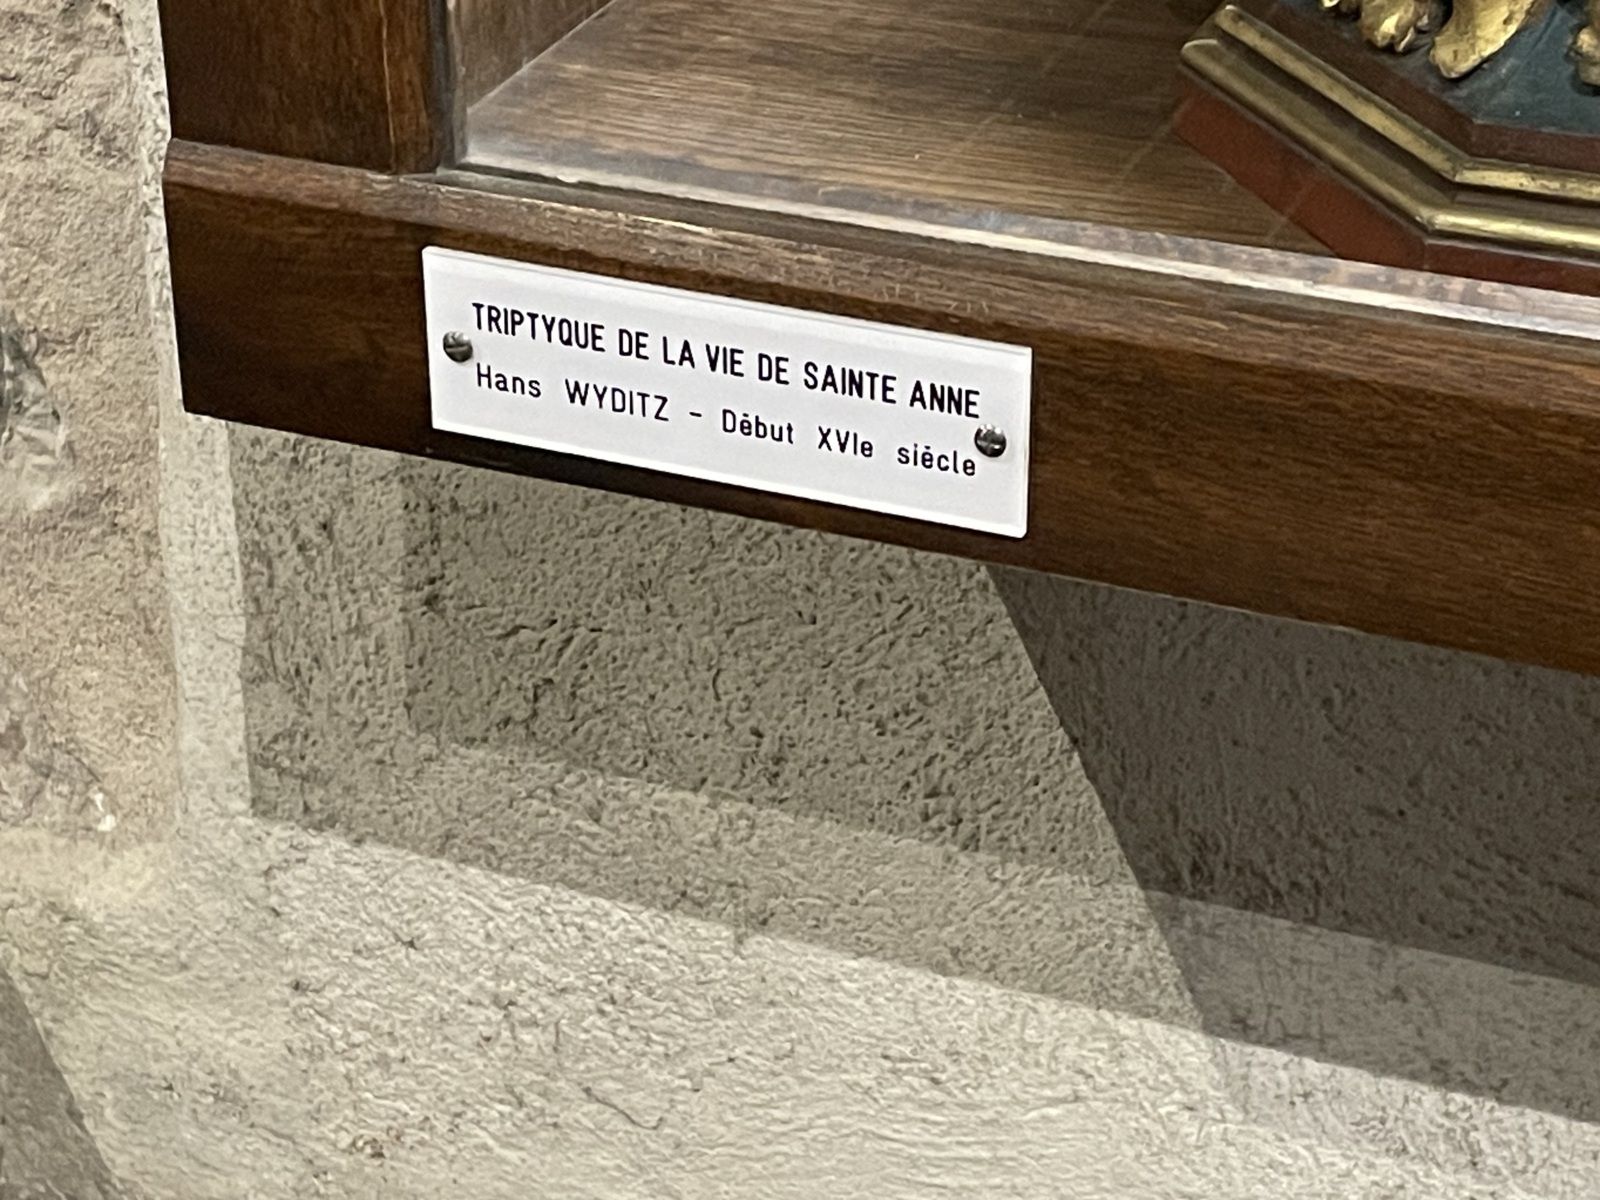 TRIPTYQUE DE LA VIE DE SAINTE ANNE
Hans WYDITZ - Début XVIe siècle